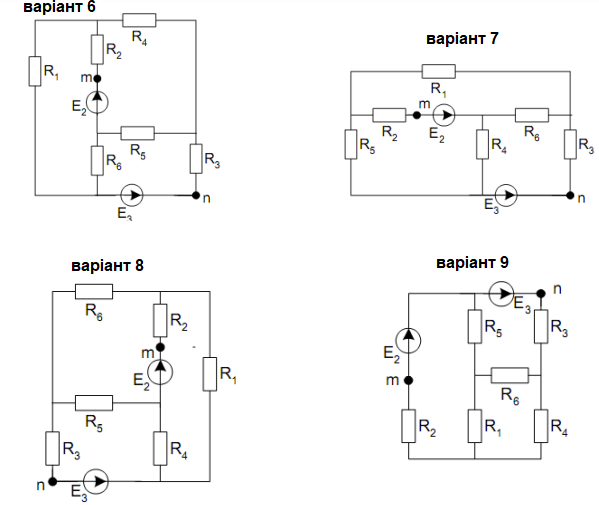 варіант 6
R₄
R₂
R₁
m
E₂
R₅
R₆
R₃
E₃
n
варіант 7
R₁
m
R₂
E₂
R₆
R₅
R₄
R₃
E₃
n
варіант 8
R₆
R₂
m
E₂
R₁
R₅
R₃
R₄
n
E₃
варіант 9
n
E₃
R₅
R₃
E₂
m
R₆
R₂
R₁
R₄